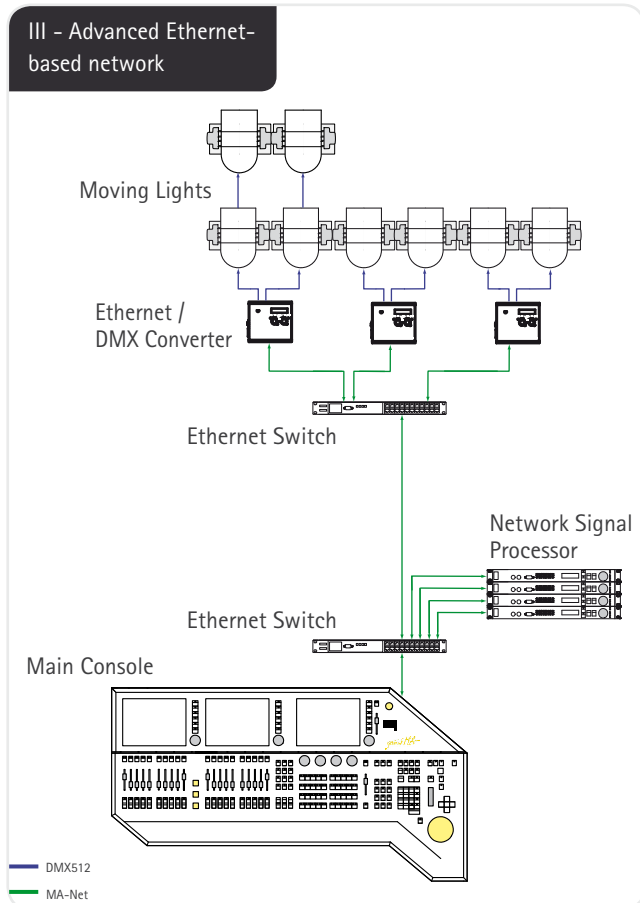 III - Advanced Ethernet-
based network
Moving Lights
Ethernet /
DMX Converter
Ethernet Switch
Network Signal
Processor
Ethernet Switch
Main Console
DMX512
MA-Net